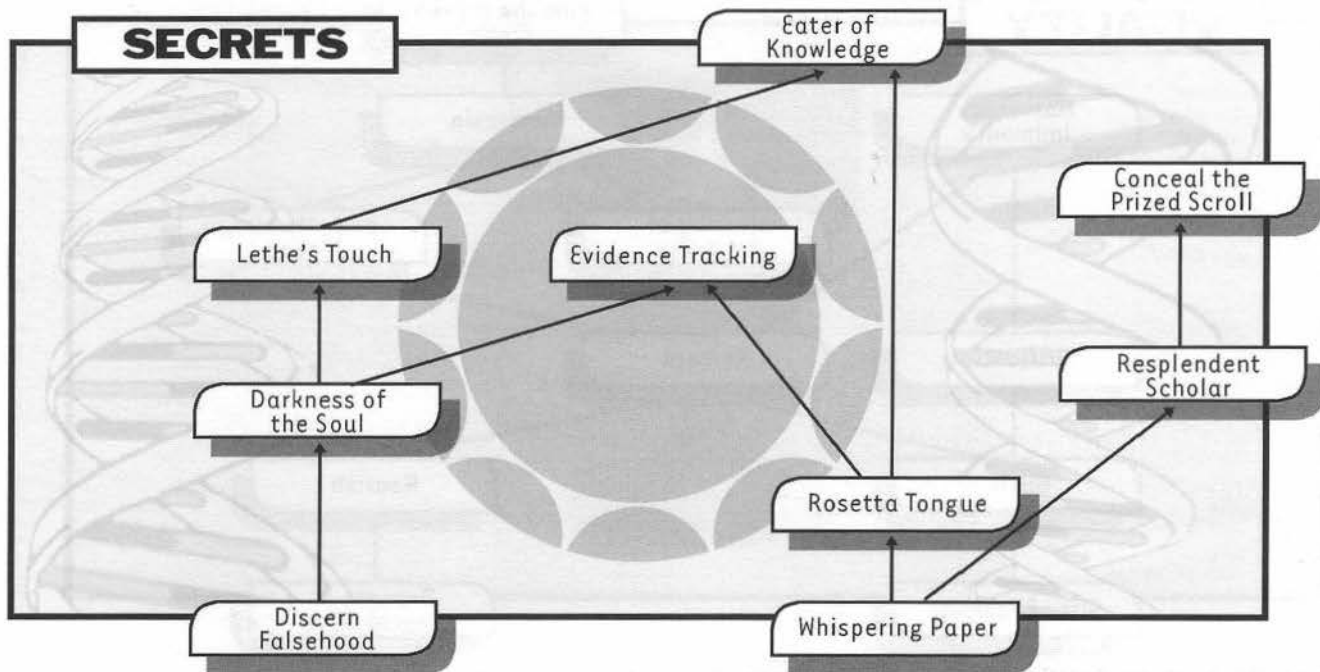 SECRETS
Eater of
Knowledge
Conceal the
Prized Scroll
Lethe's Touch
Evidence Tracking
Resplendent
Scholar
Darkness of
the Soul
Rosetta Tongue
Discern
Falsehood
Whispering Paper